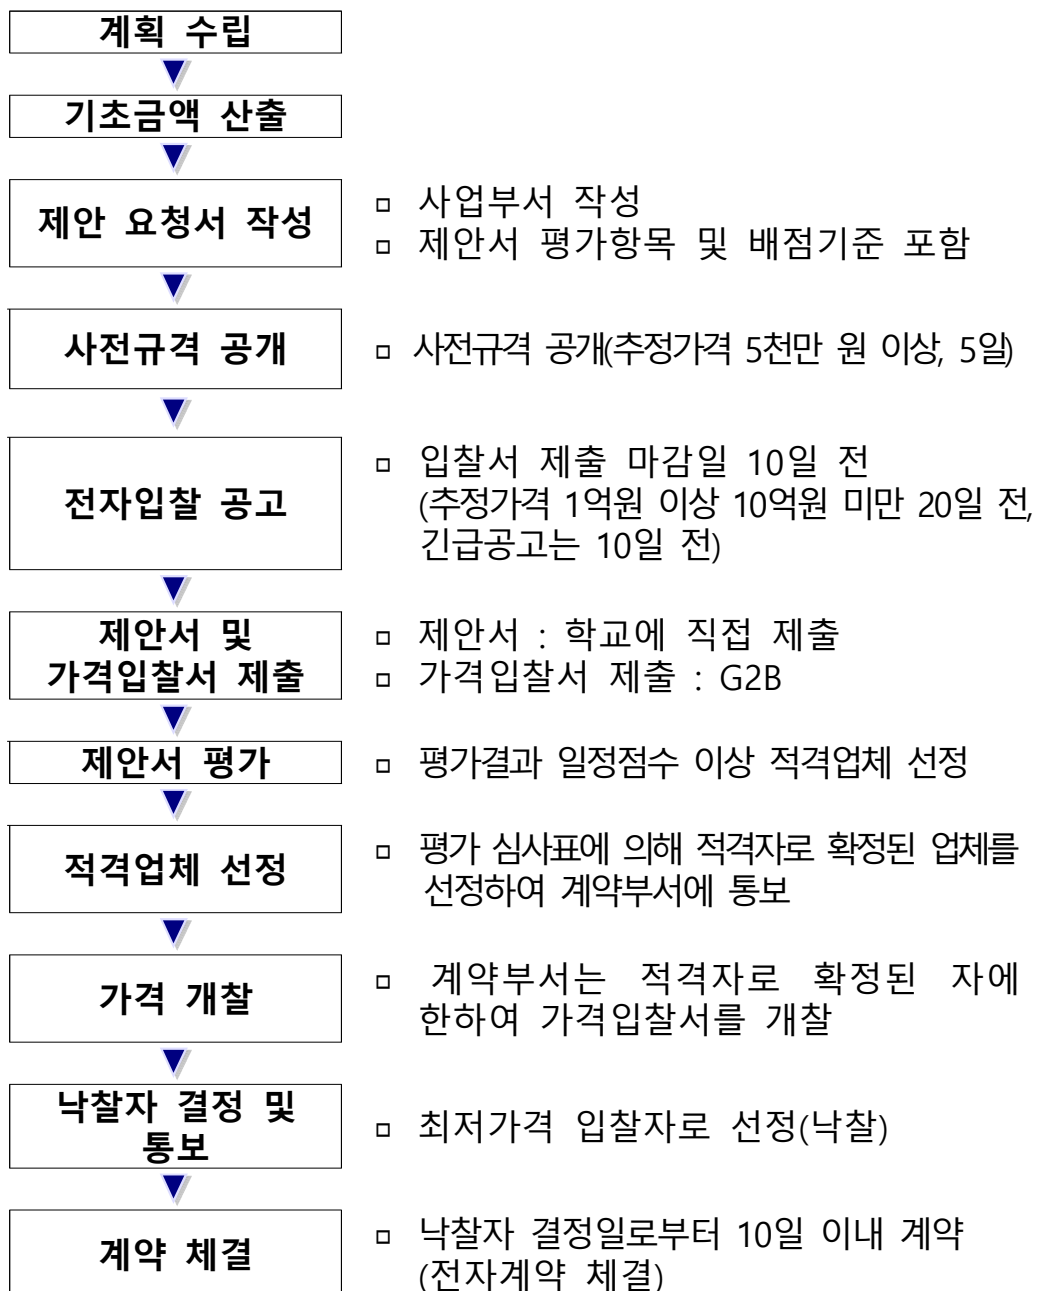 계획 수립
기초금액 산출
제안 요청서 작성
▫ 사업부서 작성
▫ 제안서 평가항목 및 배점기준 포함
사전규격 공개
▫ 사전규격 공개(추정가격 5천만 원 이상, 5일)
전자입찰 공고
▫ 입찰서 제출 마감일 10일 전
(추정가격 1억원 이상 10억원 미만 20일 전,
긴급공고는 10일 전)
제안서 및
가격입찰서 제출
▫ 제안서 : 학교에 직접 제출
▫ 가격입찰서 제출 : G2B
제안서 평가
▫ 평가결과 일정점수 이상 적격업체 선정
적격업체 선정
▫ 평가 심사표에 의해 적격자로 확정된 업체를
선정하여 계약부서에 통보
가격 개찰
▫ 계약부서는 적격자로 확정된 자에
한하여 가격입찰서를 개찰
낙찰자 결정 및
통보
▫ 최저가격 입찰자로 선정(낙찰)
계약 체결
▫ 낙찰자 결정일로부터 10일 이내 계약
(전자계약 체결)